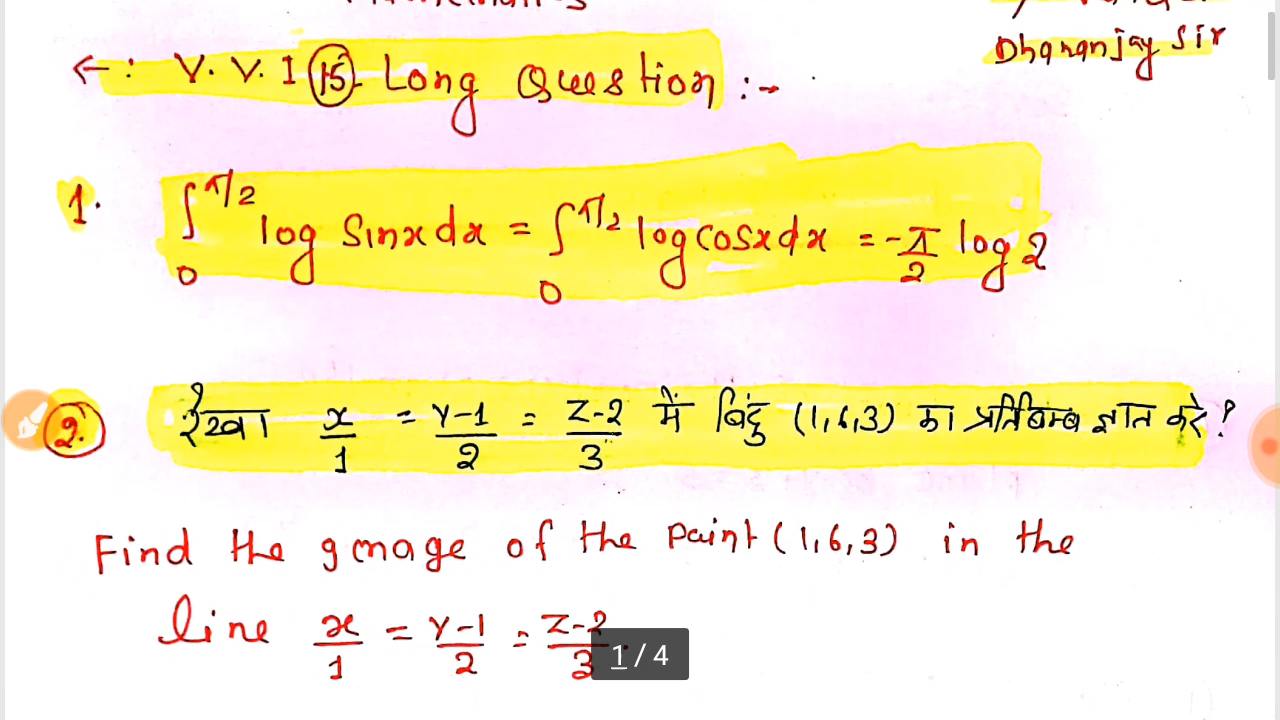 Dhananjay Sir
←: V. V. I 15 Long Question :-
1. ∫₀^π/2 log Sinx dx = ∫₀^π/2 log cosx dx = -π/2 log 2
2. रेखा x/1 = Y-1/2 = Z-2/3 में बिंदु (1,6,3) का प्रतिबिम्ब ज्ञात करे ?
Find the gmage of the paint (1,6,3) in the
line x/1 = Y-1/2 = Z-2/3
1 / 4